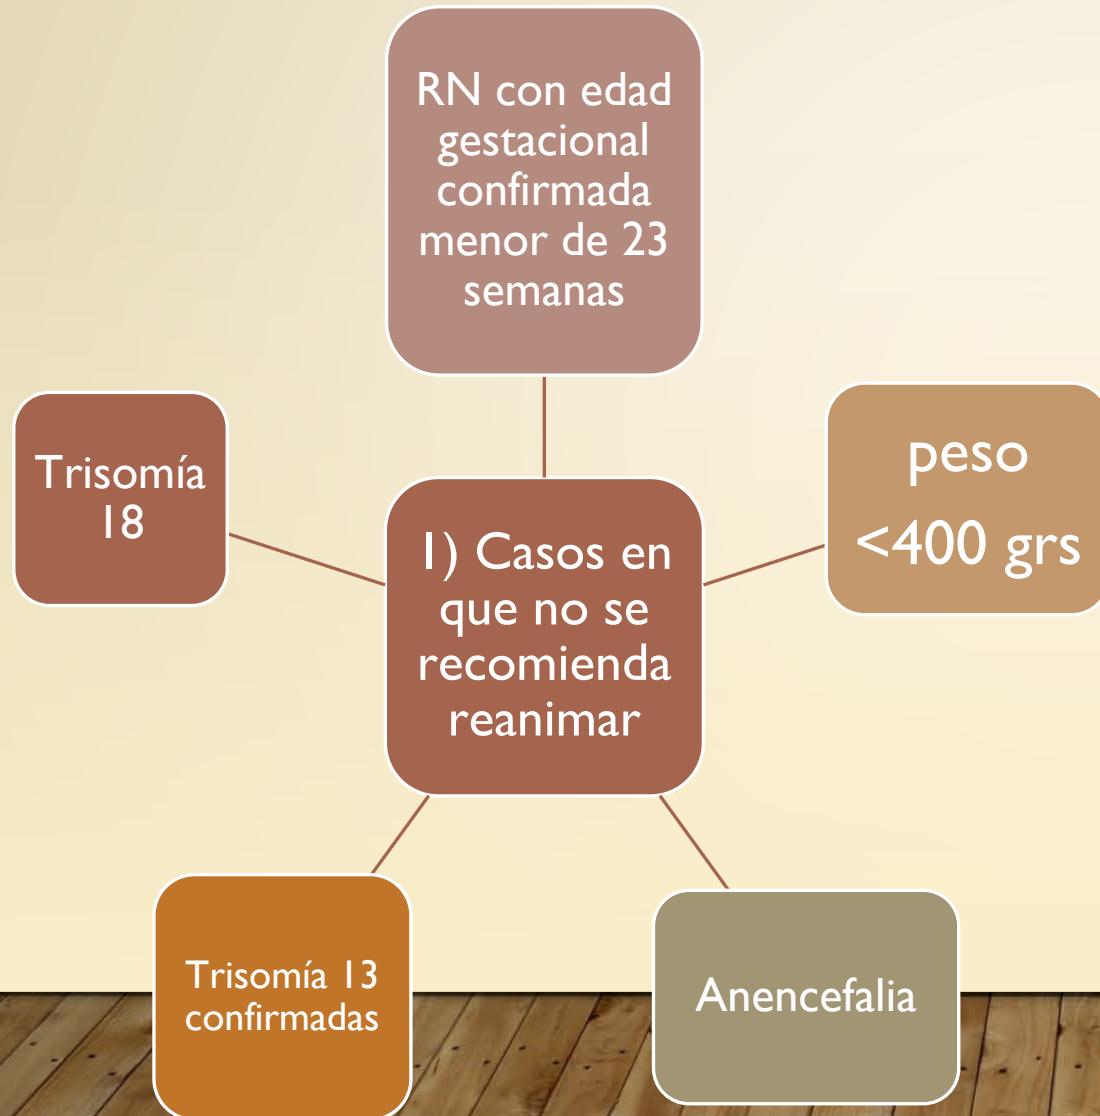 RN con edad
gestacional
confirmada
menor de 23
semanas
peso
<400 grs
Trisomía
18
1) Casos en
que no se
recomienda
reanimar
Trisomía 13
confirmadas
Anencefalia